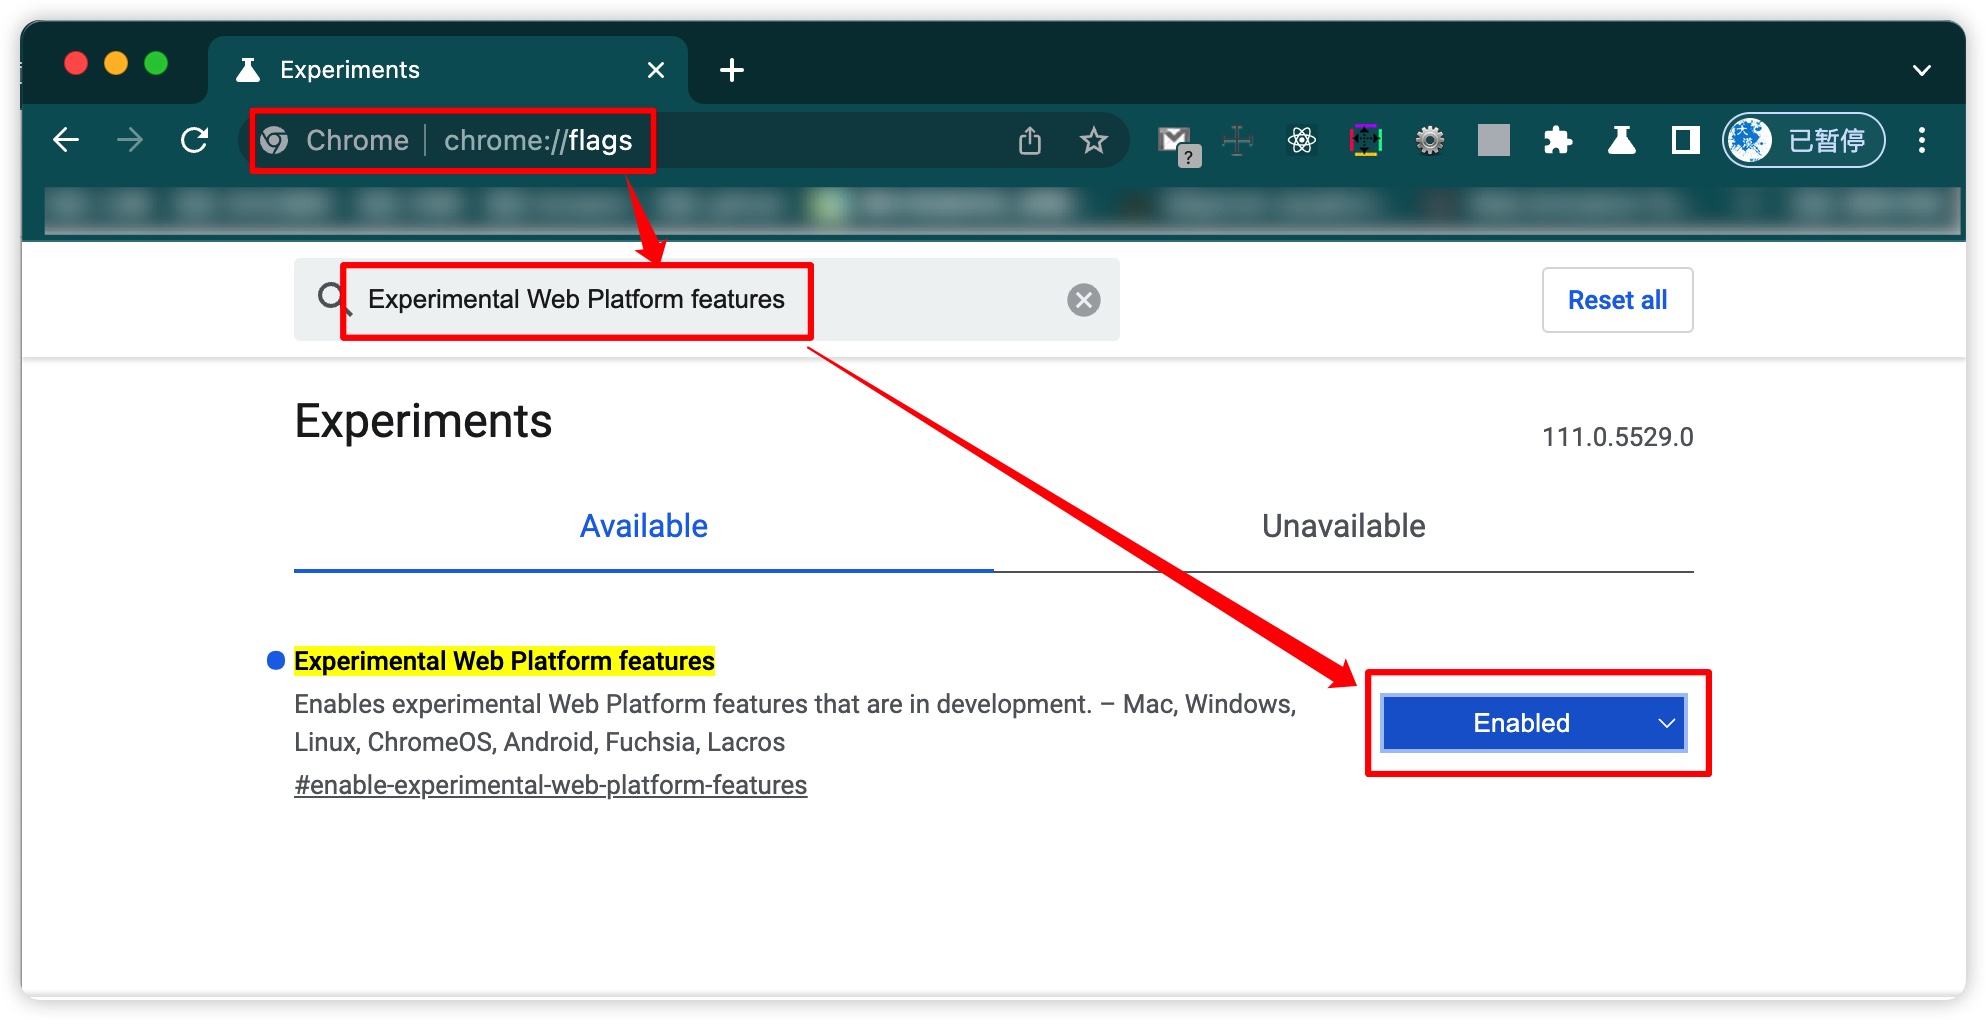 Experiments
Chrome | chrome://flags
?
大漠
已暂停
Experimental Web Platform features
Reset all
Experiments
111.0.5529.0
Available
Unavailable
Experimental Web Platform features
Enables experimental Web Platform features that are in development. – Mac, Windows,
Linux, ChromeOS, Android, Fuchsia, Lacros
Enabled
#enable-experimental-web-platform-features